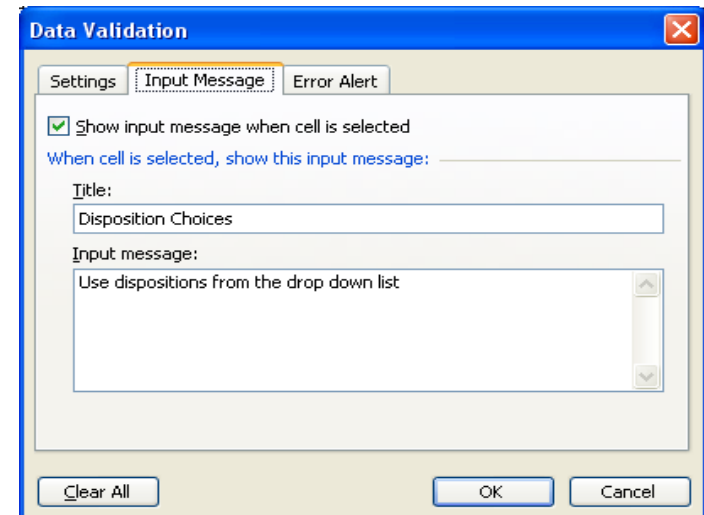 Data Validation
Settings Input Message Error Alert
Show input message when cell is selected
When cell is selected, show this input message:
Title:
Disposition Choices
Input message:
Use dispositions from the drop down list
Clear All OK Cancel